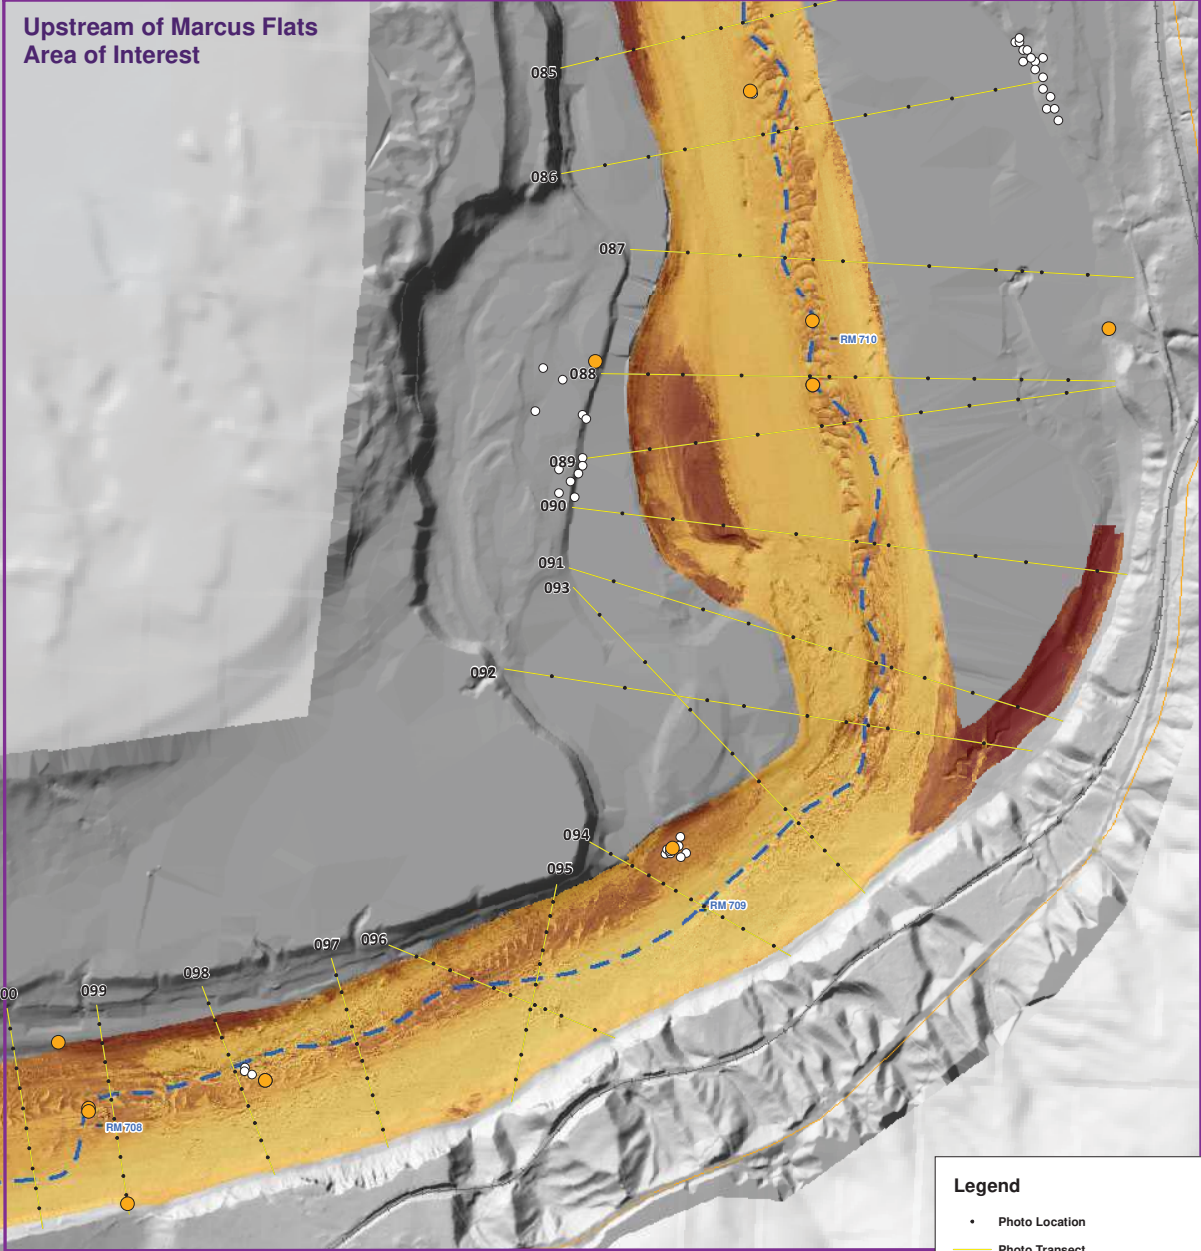 Upstream of Marcus Flats
Area of Interest
085
086
087
RM 710
088
089
090
091
093
092
094
095
RM 709
096
097
098
099
00
RM 708
Legend
Photo Location
Photo Transect